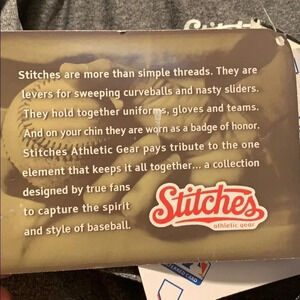 Stitches are more than simple threads. They are
levers for sweeping curveballs and nasty sliders.
They hold together uniforms, gloves and teams.
And on your chin they are worn as a badge of honor.
Stitches Athletic Gear pays tribute to the one
element that keeps it all together... a collection
designed by true fans
to capture the spirit
and style of baseball.
Stitches
athletic gear